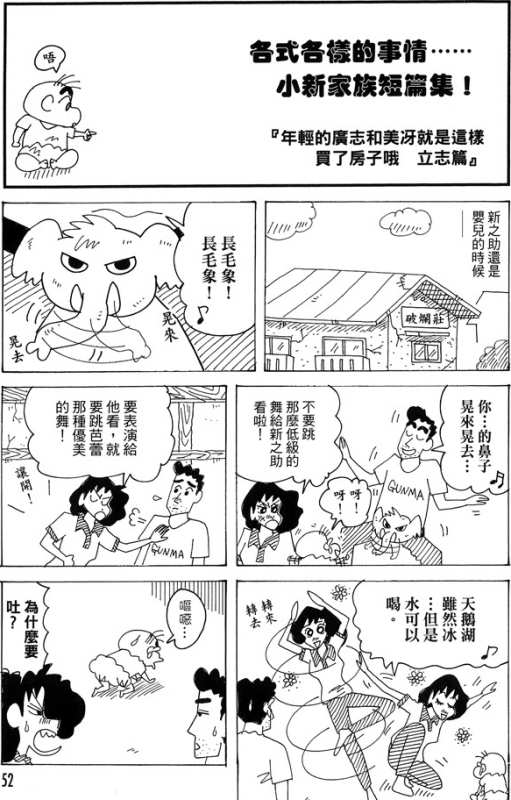 唔
各式各樣的事情……
小新家族短篇集！
『年輕的廣志和美冴就是這樣
買了房子哦　立志篇』
——新之助還是
嬰兒的時候
破爛莊
長毛象！
長毛象！♪
晃來
晃去
你…的鼻子
晃來晃去…♪
GUNMA
不要跳
那麼低級的
舞給新之助
看啦！
呀！
呀！
要表演給
他看，就
要跳芭蕾
那種優美
的舞！
讓開！
GUNMA
天鵝湖
雖然冰
…但是
水可以
喝。♪
轉來
轉去
嘔噁…
為什麼要
吐？
52